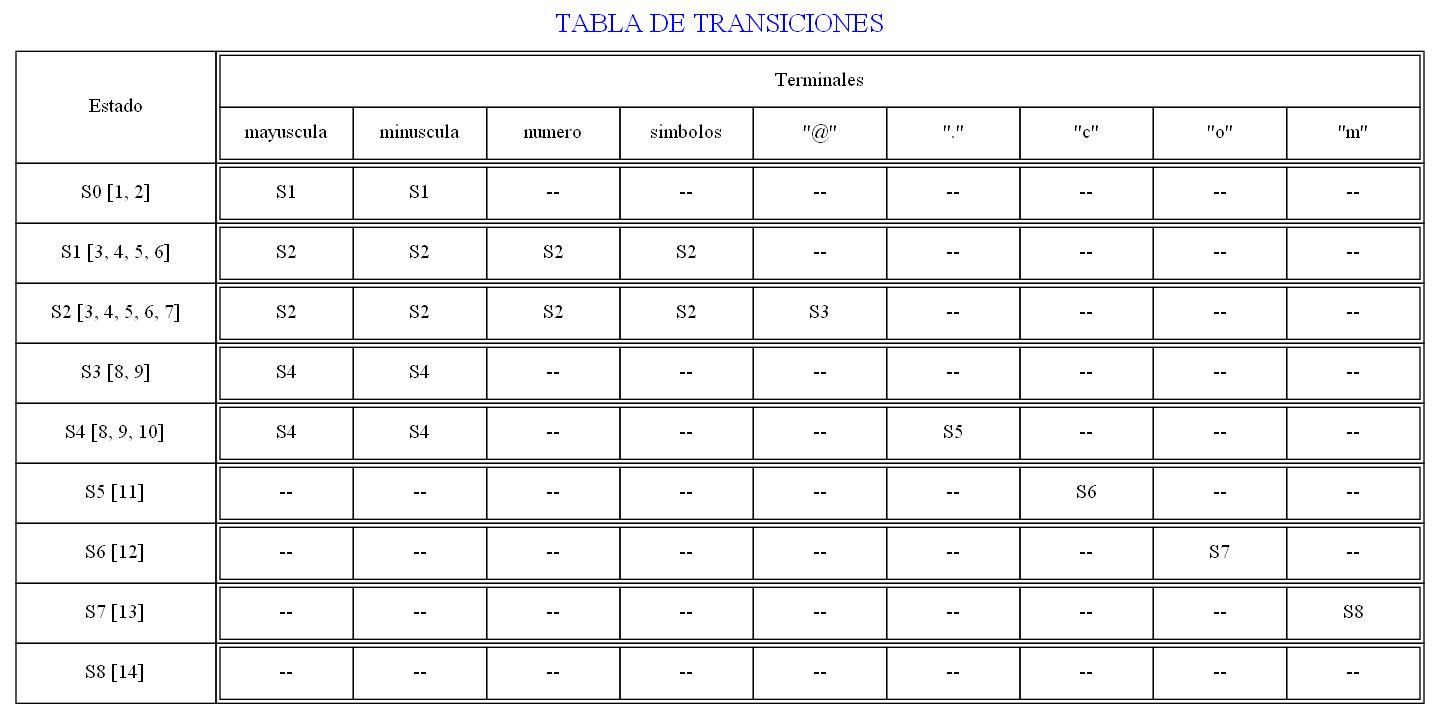 TABLA DE TRANSICIONES
Estado Terminales
mayuscula minuscula numero simbolos "@" "." "c" "o" "m"
S0 [1, 2] S1 S1 -- -- -- -- -- -- --
S1 [3, 4, 5, 6] S2 S2 S2 S2 -- -- -- -- --
S2 [3, 4, 5, 6, 7] S2 S2 S2 S2 S3 -- -- -- --
S3 [8, 9] S4 S4 -- -- -- -- -- -- --
S4 [8, 9, 10] S4 S4 -- -- -- S5 -- -- --
S5 [11] -- -- -- -- -- -- S6 -- --
S6 [12] -- -- -- -- -- -- -- S7 --
S7 [13] -- -- -- -- -- -- -- -- S8
S8 [14] -- -- -- -- -- -- -- -- --